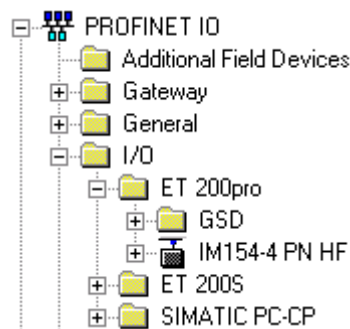 PROFINET IO
Additional Field Devices
Gateway
General
I/O
ET 200pro
GSD
IM154-4 PN HF
ET 200S
SIMATIC PC-CP